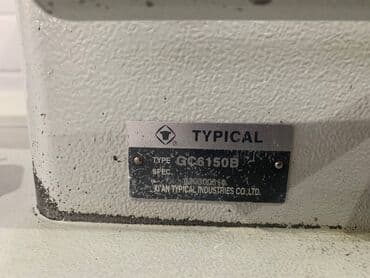 ® TYPICAL
TYPE GC6150B
SPEC.
XI'AN TYPICAL INDUSTRIES CO.,LTD.